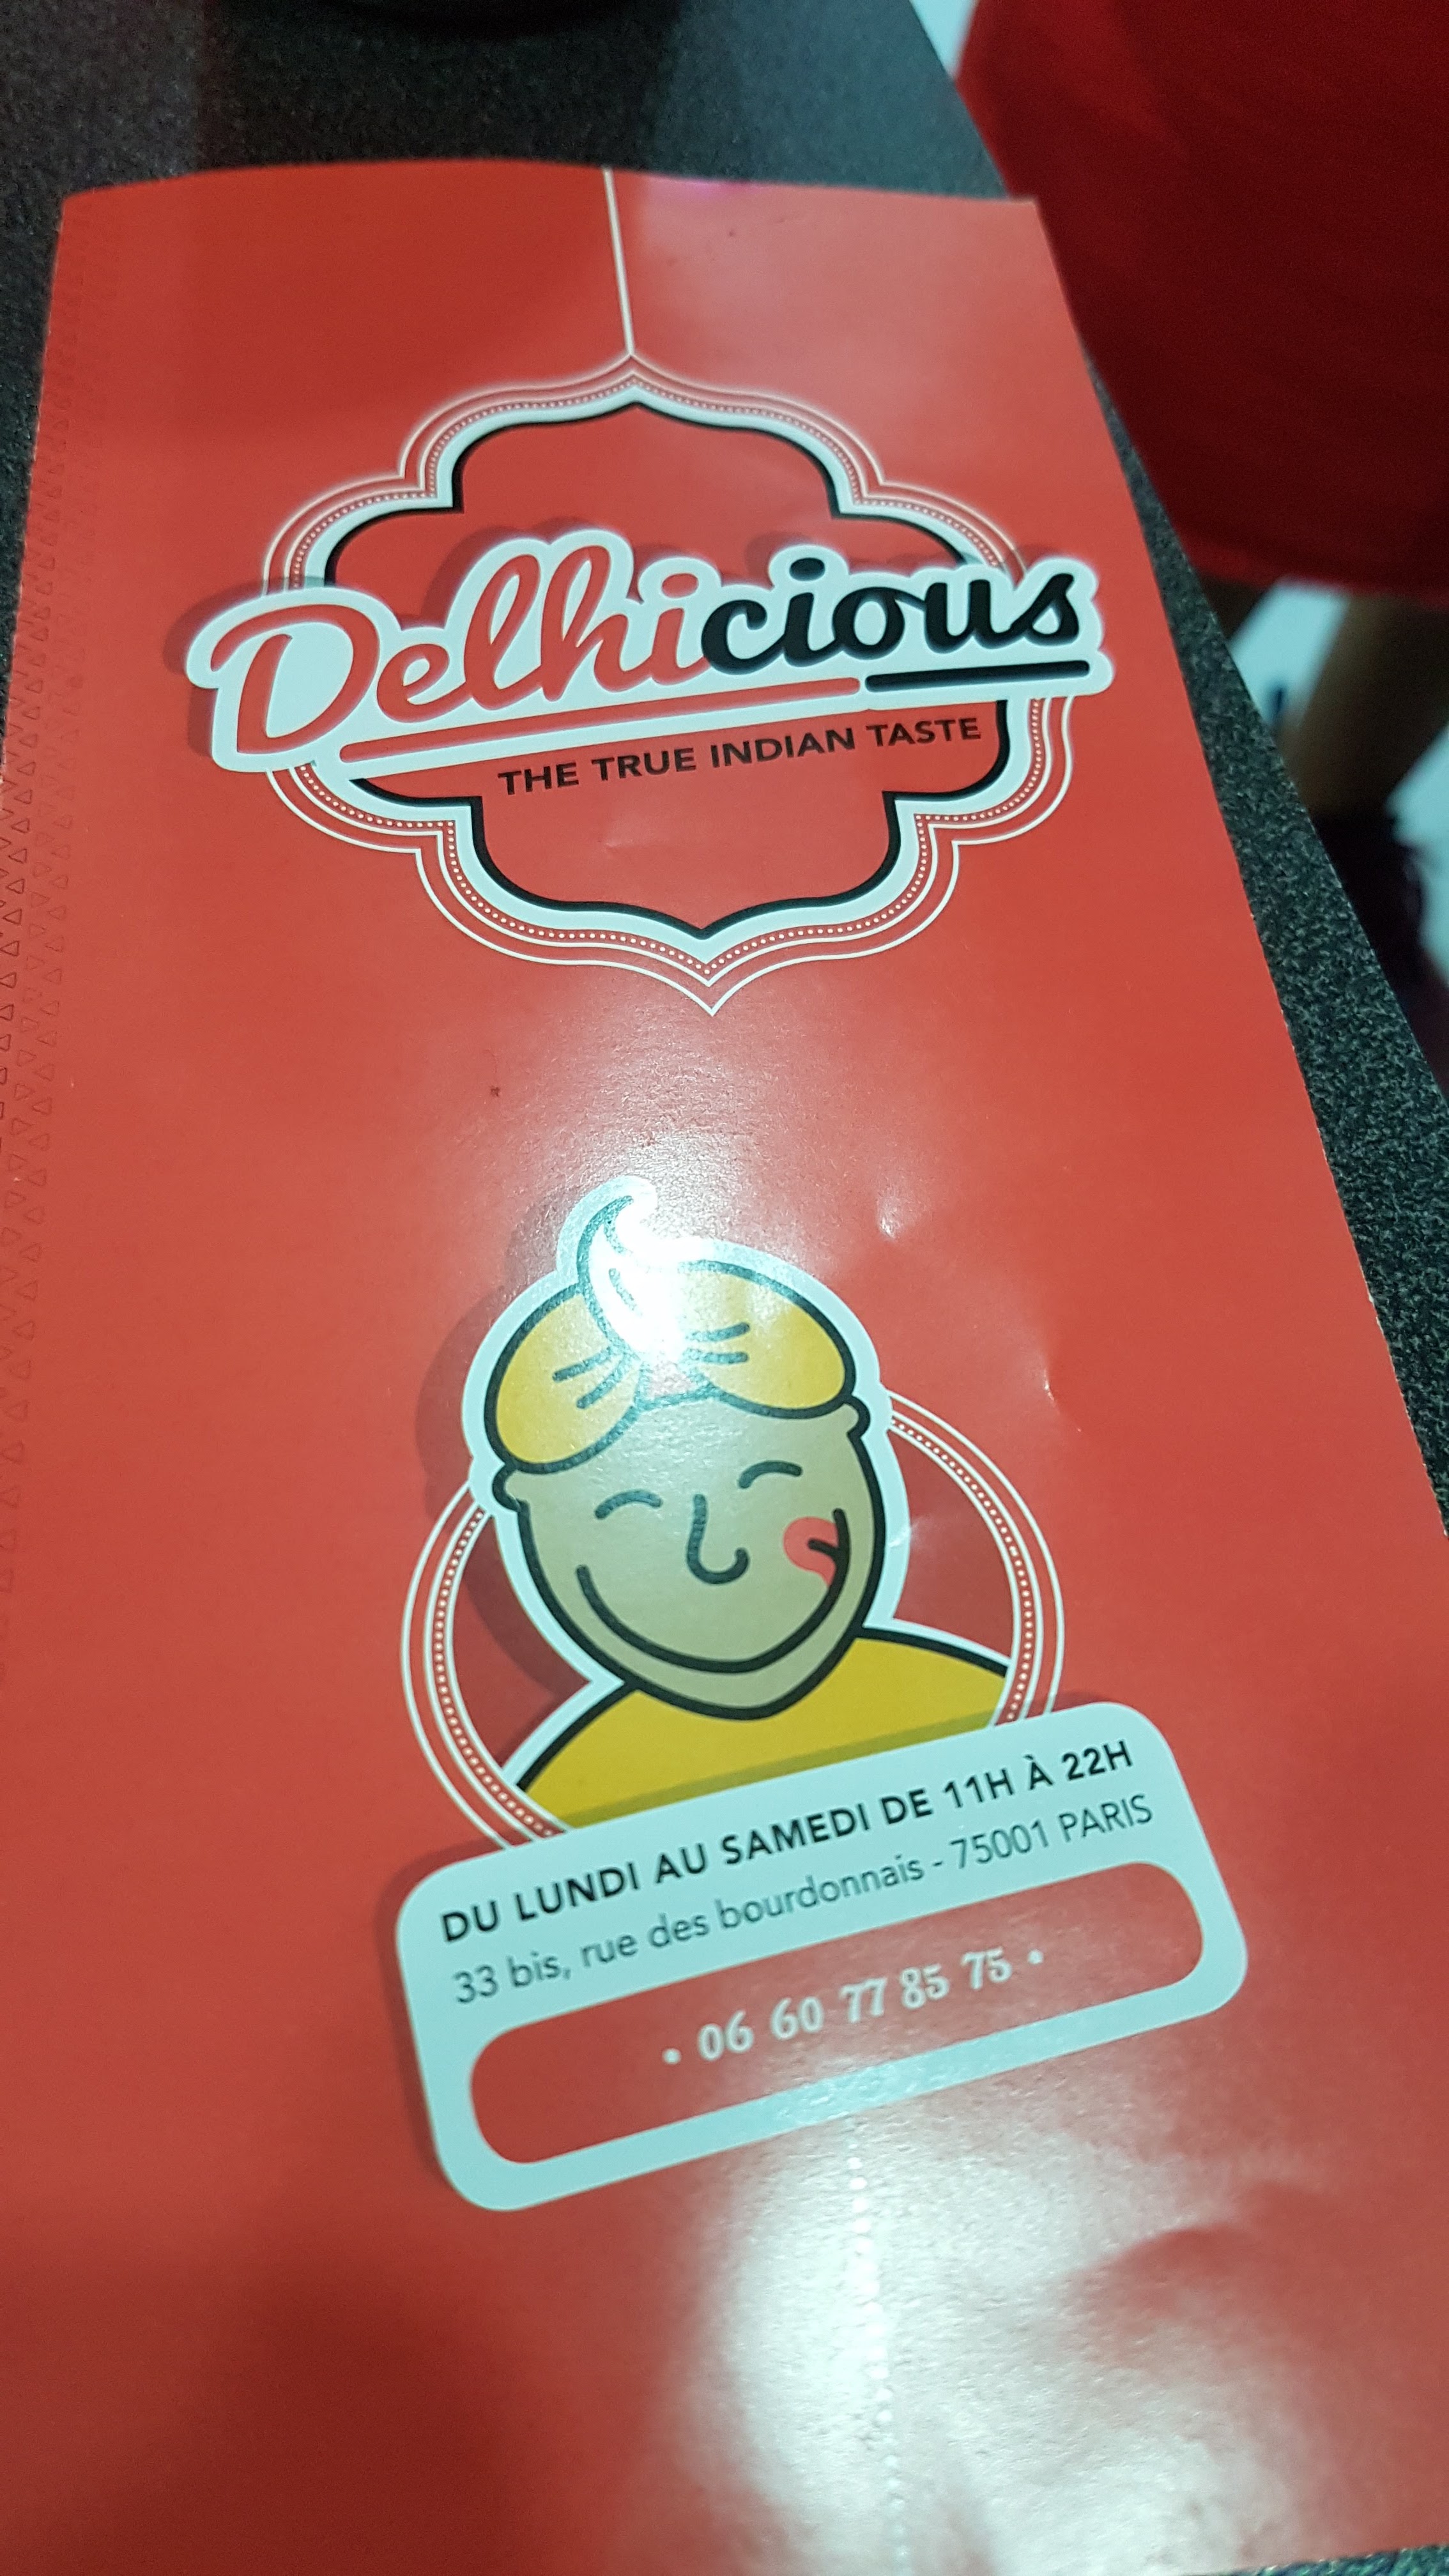 Delhicious
THE TRUE INDIAN TASTE
DU LUNDI AU SAMEDI DE 11H À 22H
33 bis, rue des bourdonnais - 75001 PARIS
• 06 60 77 85 75 •